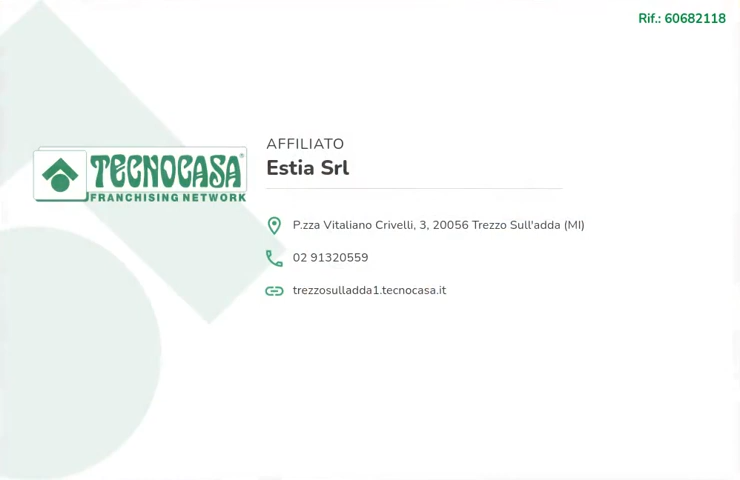 Rif.: 60682118
AFFILIATO
Estia Srl
TECNOCASA®
FRANCHISING NETWORK
P.zza Vitaliano Crivelli, 3, 20056 Trezzo Sull'adda (MI)
02 91320559
trezzosulladda1.tecnocasa.it